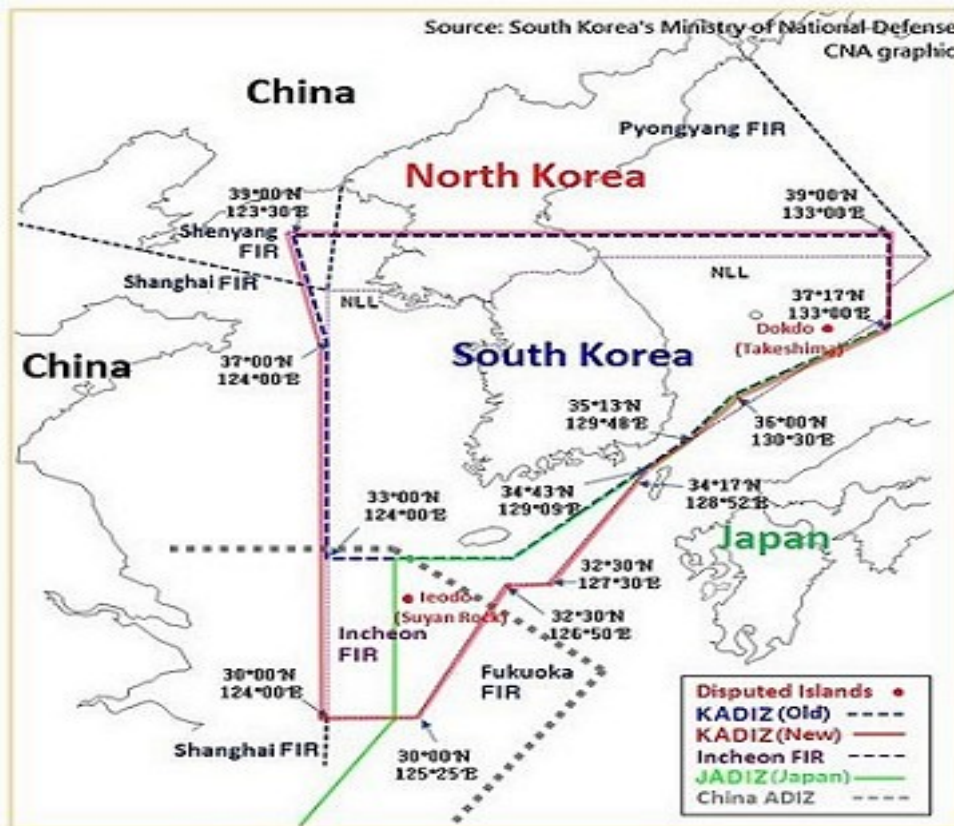 Source: South Korea's Ministry of National Defense
CNA graphic
China
Pyongyang FIR
North Korea
39°00'N
123°30'E
39°00'N
133°00'E
Shenyang
FIR
Shanghai FIR
NLL
NLL
37°17'N
133°00'E
Dokdo
(Takeshima)
China
37°00'N
124°00'E
South Korea
35°13'N
129°48'E
36°00'N
130°30'E
33°00'N
124°00'E
34°43'N
129°09'E
34°17'N
128°52'E
Japan
32°30'N
127°30'E
Ieodo
(Suyan Rock)
32°30'N
126°50'E
Incheon
FIR
Fukuoka
FIR
30°00'N
124°00'E
Shanghai FIR
30°00'N
125°25'E
Disputed Islands
KADIZ (Old)
KADIZ (New)
Incheon FIR
JADIZ (Japan)
China ADIZ